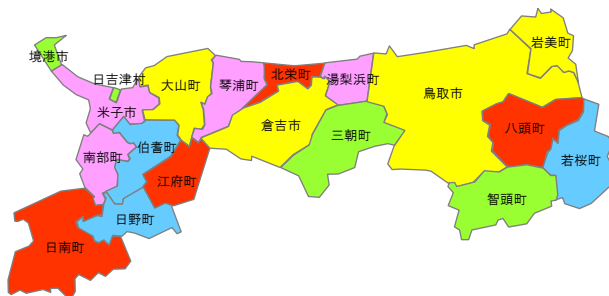 岩美町
境港市
日吉津村
大山町
琴浦町
北栄町
湯梨浜町
鳥取市
米子市
倉吉市
三朝町
八頭町
伯耆町
南部町
若桜町
江府町
智頭町
日野町
日南町